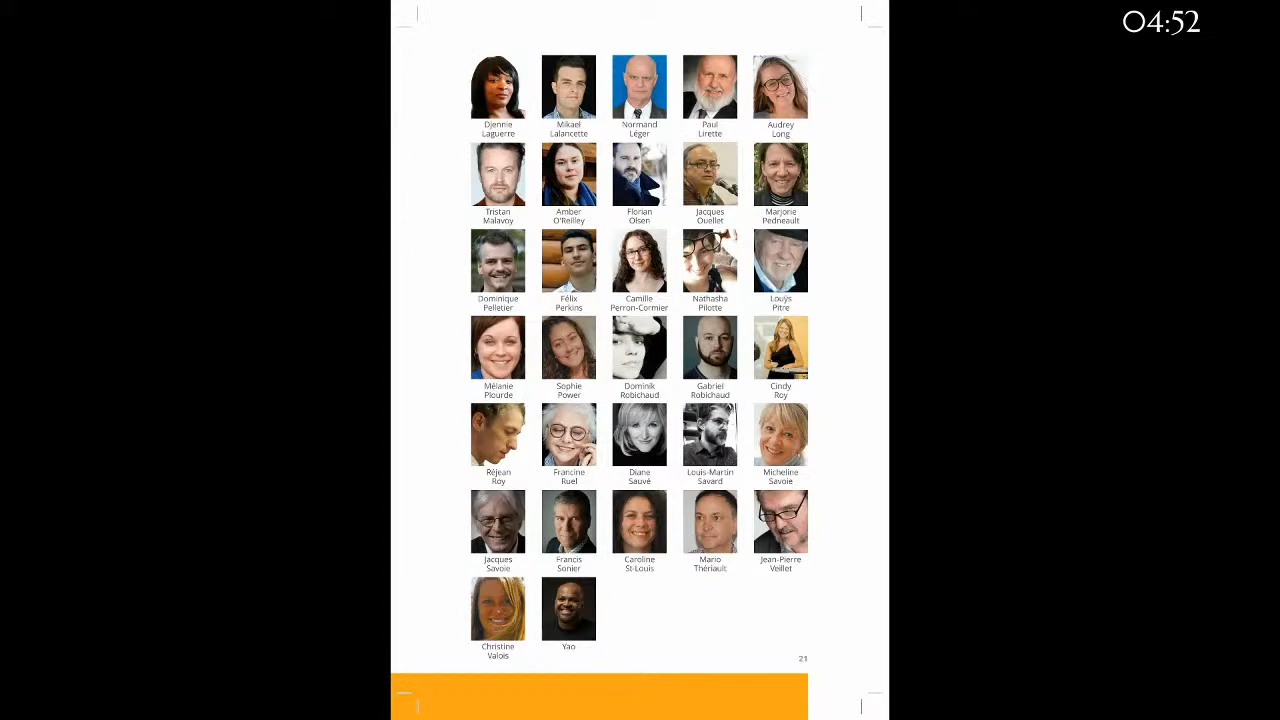 04:52
Djennie
Laguerre
Mikael
Lalancette
Normand
Léger
Paul
Lirette
Audrey
Long
Tristan
Malavoy
Amber
O'Reilley
Florian
Olsen
Jacques
Ouellet
Marjorie
Pedneault
Dominique
Pelletier
Félix
Perkins
Camille
Perron-Cormier
Nathasha
Pilotte
Louÿs
Pitre
Mélanie
Plourde
Sophie
Power
Dominik
Robichaud
Gabriel
Robichaud
Cindy
Roy
Réjean
Roy
Francine
Ruel
Diane
Sauvé
Louis-Martin
Savard
Micheline
Savoie
Jacques
Savoie
Francis
Sonier
Caroline
St-Louis
Mario
Thériault
Jean-Pierre
Veillet
Christine
Valois
Yao
21